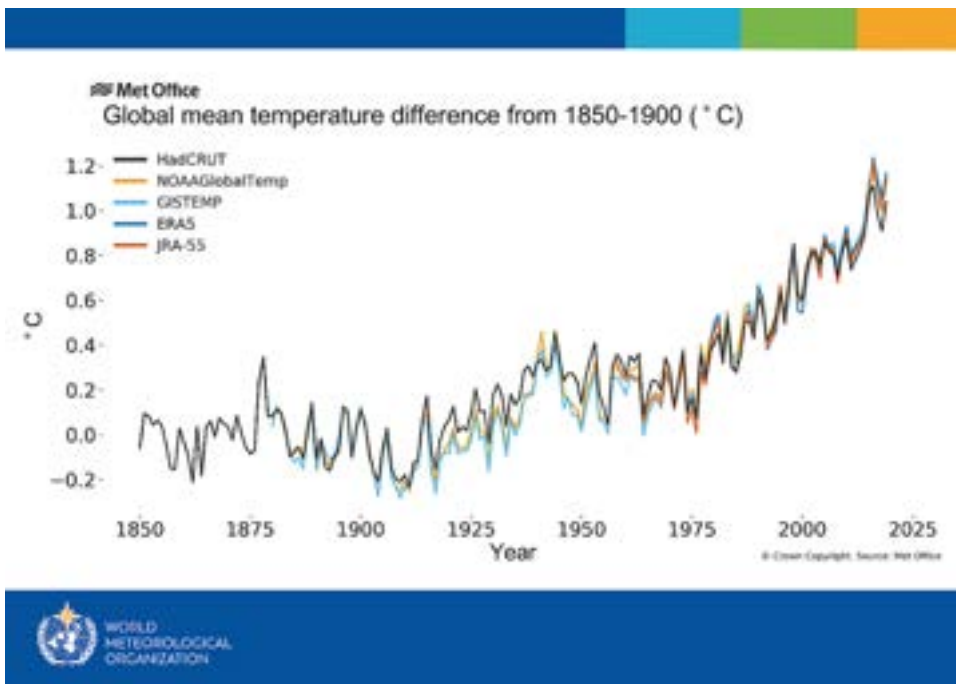 Met Office
Global mean temperature difference from 1850-1900 (°C)
HadCRUT
NOAAGlobalTemp
GISTEMP
ERA5
JRA-55
1.2
1.0
0.8
0.6
0.4
0.2
0.0
−0.2
°C
1850
1875
1900
1925
1950
1975
2000
2025
Year
© Crown Copyright. Source: Met Office
WORLD
METEOROLOGICAL
ORGANIZATION